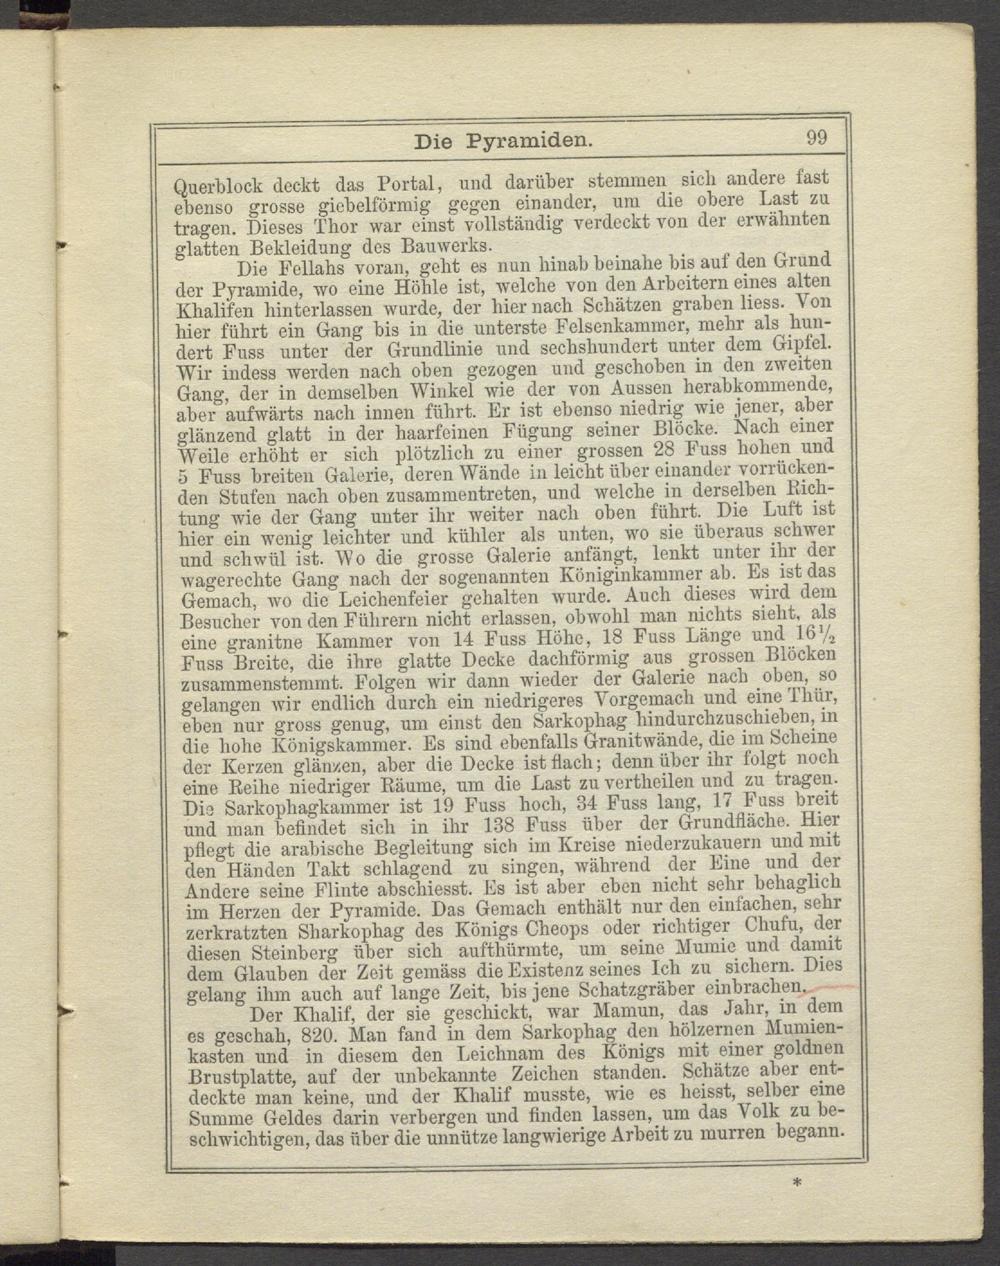 Die Pyramiden. 99
Querblock deckt das Portal, und darüber stemmen sich andere fast
ebenso grosse giebelförmig gegen einander, um die obere Last zu
tragen. Dieses Thor war einst vollständig verdeckt von der erwähnten
glatten Bekleidung des Bauwerks.
Die Fellahs voran, geht es nun hinab beinahe bis auf den Grund
der Pyramide, wo eine Höhle ist, welche von den Arbeitern eines alten
Khalifen hinterlassen wurde, der hier nach Schätzen graben liess. Von
hier führt ein Gang bis in die unterste Felsenkammer, mehr als hun-
dert Fuss unter der Grundlinie und sechshundert unter dem Gipfel.
Wir indess werden nach oben gezogen und geschoben in den zweiten
Gang, der in demselben Winkel wie der von Aussen herabkommende,
aber aufwärts nach innen führt. Er ist ebenso niedrig wie jener, aber
glänzend glatt in der haarfeinen Fügung seiner Blöcke. Nach einer
Weile erhöht er sich plötzlich zu einer grossen 28 Fuss hohen und
5 Fuss breiten Galerie, deren Wände in leicht über einander vorrücken-
den Stufen nach oben zusammentreten, und welche in derselben Rich-
tung wie der Gang unter ihr weiter nach oben führt. Die Luft ist
hier ein wenig leichter und kühler als unten, wo sie überaus schwer
und schwül ist. Wo die grosse Galerie anfängt, lenkt unter ihr der
wagerechte Gang nach der sogenannten Königinkammer ab. Es ist das
Gemach, wo die Leichenfeier gehalten wurde. Auch dieses wird dem
Besucher von den Führern nicht erlassen, obwohl man nichts sieht, als
eine granitne Kammer von 14 Fuss Höhe, 18 Fuss Länge und 16½
Fuss Breite, die ihre glatte Decke dachförmig aus grossen Blöcken
zusammenstemmt. Folgen wir dann wieder der Galerie nach oben, so
gelangen wir endlich durch ein niedrigeres Vorgemach und eine Thür,
eben nur gross genug, um einst den Sarkophag hindurchzuschieben, in
die hohe Königskammer. Es sind ebenfalls Granitwände, die im Scheine
der Kerzen glänzen, aber die Decke ist flach; denn über ihr folgt noch
eine Reihe niedriger Räume, um die Last zu vertheilen und zu tragen.
Die Sarkophagkammer ist 19 Fuss hoch, 34 Fuss lang, 17 Fuss breit
und man befindet sich in ihr 138 Fuss über der Grundfläche. Hier
pflegt die arabische Begleitung sich im Kreise niederzukauern und mit
den Händen Takt schlagend zu singen, während der Eine und der
Andere seine Flinte abschiesst. Es ist aber eben nicht sehr behaglich
im Herzen der Pyramide. Das Gemach enthält nur den einfachen, sehr
zerkratzten Sharkophag des Königs Cheops oder richtiger Chufu, der
diesen Steinberg über sich aufthürmte, um seine Mumie und damit
dem Glauben der Zeit gemäss die Existenz seines Ich zu sichern. Dies
gelang ihm auch auf lange Zeit, bis jene Schatzgräber einbrachen.
Der Khalif, der sie geschickt, war Mamun, das Jahr, in dem
es geschah, 820. Man fand in dem Sarkophag den hölzernen Mumien-
kasten und in diesem den Leichnam des Königs mit einer goldnen
Brustplatte, auf der unbekannte Zeichen standen. Schätze aber ent-
deckte man keine, und der Khalif musste, wie es heisst, selber eine
Summe Geldes darin verbergen und finden lassen, um das Volk zu be-
schwichtigen, das über die unnütze langwierige Arbeit zu murren begann.
*